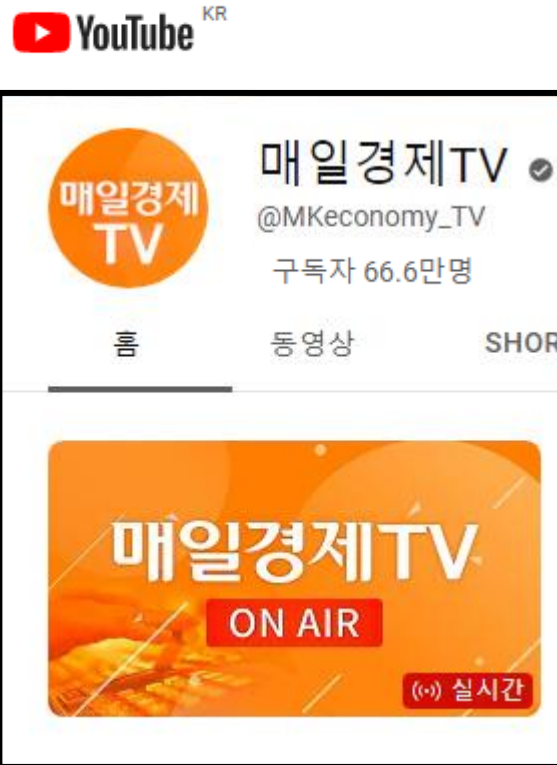 YouTube KR
매일경제
TV
매일경제TV
@MKeconomy_TV
구독자 66.6만명
홈 동영상 SHOR
매일경제TV
ON AIR
실시간